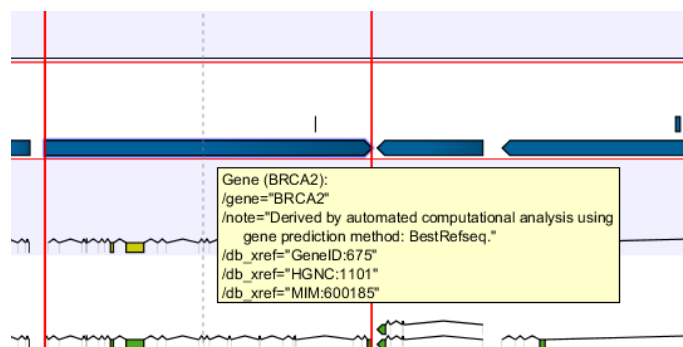 Gene (BRCA2):
/gene="BRCA2"
/note="Derived by automated computational analysis using
gene prediction method: BestRefseq."
/db_xref="GeneID:675"
/db_xref="HGNC:1101"
/db_xref="MIM:600185"